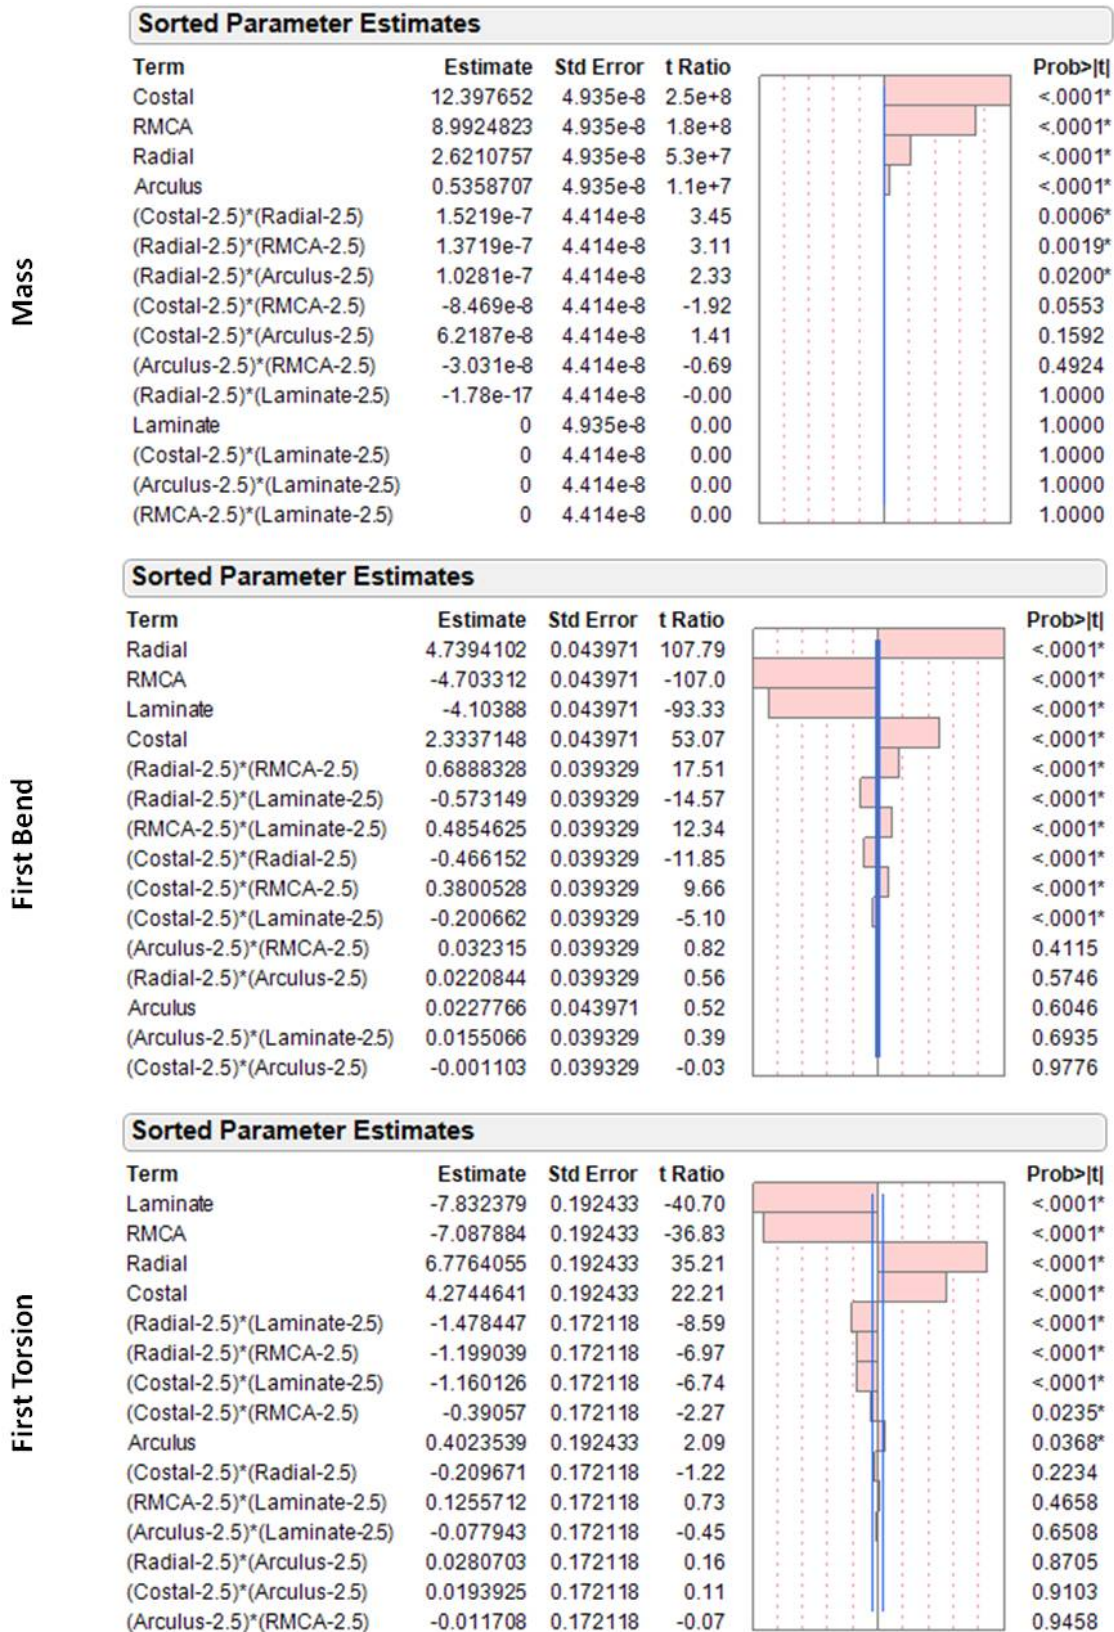 Mass
Sorted Parameter Estimates
Term Estimate Std Error t Ratio Prob>|t|
Costal 12.397652 4.935e-8 2.5e+8 <.0001*
RMCA 8.9924823 4.935e-8 1.8e+8 <.0001*
Radial 2.6210757 4.935e-8 5.3e+7 <.0001*
Arculus 0.5358707 4.935e-8 1.1e+7 <.0001*
(Costal-2.5)*(Radial-2.5) 1.5219e-7 4.414e-8 3.45 0.0006*
(Radial-2.5)*(RMCA-2.5) 1.3719e-7 4.414e-8 3.11 0.0019*
(Radial-2.5)*(Arculus-2.5) 1.0281e-7 4.414e-8 2.33 0.0200*
(Costal-2.5)*(RMCA-2.5) -8.469e-8 4.414e-8 -1.92 0.0553
(Costal-2.5)*(Arculus-2.5) 6.2187e-8 4.414e-8 1.41 0.1592
(Arculus-2.5)*(RMCA-2.5) -3.031e-8 4.414e-8 -0.69 0.4924
(Radial-2.5)*(Laminate-2.5) -1.78e-17 4.414e-8 -0.00 1.0000
Laminate 0 4.935e-8 0.00 1.0000
(Costal-2.5)*(Laminate-2.5) 0 4.414e-8 0.00 1.0000
(Arculus-2.5)*(Laminate-2.5) 0 4.414e-8 0.00 1.0000
(RMCA-2.5)*(Laminate-2.5) 0 4.414e-8 0.00 1.0000
First Bend
Sorted Parameter Estimates
Term Estimate Std Error t Ratio Prob>|t|
Radial 4.7394102 0.043971 107.79 <.0001*
RMCA -4.703312 0.043971 -107.0 <.0001*
Laminate -4.10388 0.043971 -93.33 <.0001*
Costal 2.3337148 0.043971 53.07 <.0001*
(Radial-2.5)*(RMCA-2.5) 0.6888328 0.039329 17.51 <.0001*
(Radial-2.5)*(Laminate-2.5) -0.573149 0.039329 -14.57 <.0001*
(RMCA-2.5)*(Laminate-2.5) 0.4854625 0.039329 12.34 <.0001*
(Costal-2.5)*(Radial-2.5) -0.466152 0.039329 -11.85 <.0001*
(Costal-2.5)*(RMCA-2.5) 0.3800528 0.039329 9.66 <.0001*
(Costal-2.5)*(Laminate-2.5) -0.200662 0.039329 -5.10 <.0001*
(Arculus-2.5)*(RMCA-2.5) 0.032315 0.039329 0.82 0.4115
(Radial-2.5)*(Arculus-2.5) 0.0220844 0.039329 0.56 0.5746
Arculus 0.0227766 0.043971 0.52 0.6046
(Arculus-2.5)*(Laminate-2.5) 0.0155066 0.039329 0.39 0.6935
(Costal-2.5)*(Arculus-2.5) -0.001103 0.039329 -0.03 0.9776
First Torsion
Sorted Parameter Estimates
Term Estimate Std Error t Ratio Prob>|t|
Laminate -7.832379 0.192433 -40.70 <.0001*
RMCA -7.087884 0.192433 -36.83 <.0001*
Radial 6.7764055 0.192433 35.21 <.0001*
Costal 4.2744641 0.192433 22.21 <.0001*
(Radial-2.5)*(Laminate-2.5) -1.478447 0.172118 -8.59 <.0001*
(Radial-2.5)*(RMCA-2.5) -1.199039 0.172118 -6.97 <.0001*
(Costal-2.5)*(Laminate-2.5) -1.160126 0.172118 -6.74 <.0001*
(Costal-2.5)*(RMCA-2.5) -0.39057 0.172118 -2.27 0.0235*
Arculus 0.4023539 0.192433 2.09 0.0368*
(Costal-2.5)*(Radial-2.5) -0.209671 0.172118 -1.22 0.2234
(RMCA-2.5)*(Laminate-2.5) 0.1255712 0.172118 0.73 0.4658
(Arculus-2.5)*(Laminate-2.5) -0.077943 0.172118 -0.45 0.6508
(Radial-2.5)*(Arculus-2.5) 0.0280703 0.172118 0.16 0.8705
(Costal-2.5)*(Arculus-2.5) 0.0193925 0.172118 0.11 0.9103
(Arculus-2.5)*(RMCA-2.5) -0.011708 0.172118 -0.07 0.9458